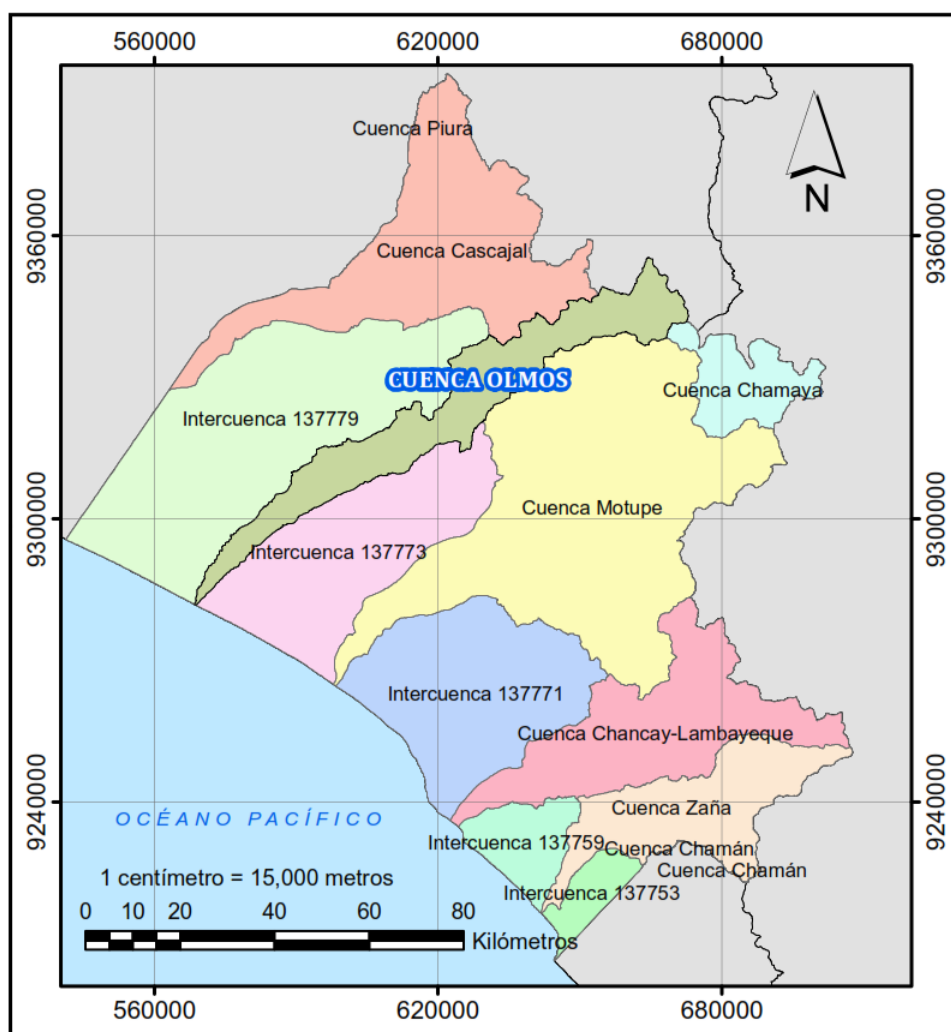 560000
620000
680000
Cuenca Piura
N
9360000
9360000
Cuenca Cascajal
CUENCA OLMOS
Cuenca Chamaya
Intercuenca 137779
Cuenca Motupe
9300000
9300000
Intercuenca 137773
Intercuenca 137771
Cuenca Chancay-Lambayeque
9240000
9240000
Cuenca Zaña
OCÉANO PACÍFICO
Intercuenca 137759
Cuenca Chamán
Cuenca Chamán
1 centímetro = 15,000 metros
Intercuenca 137753
0 10 20 40 60 80
Kilómetros
560000
620000
680000